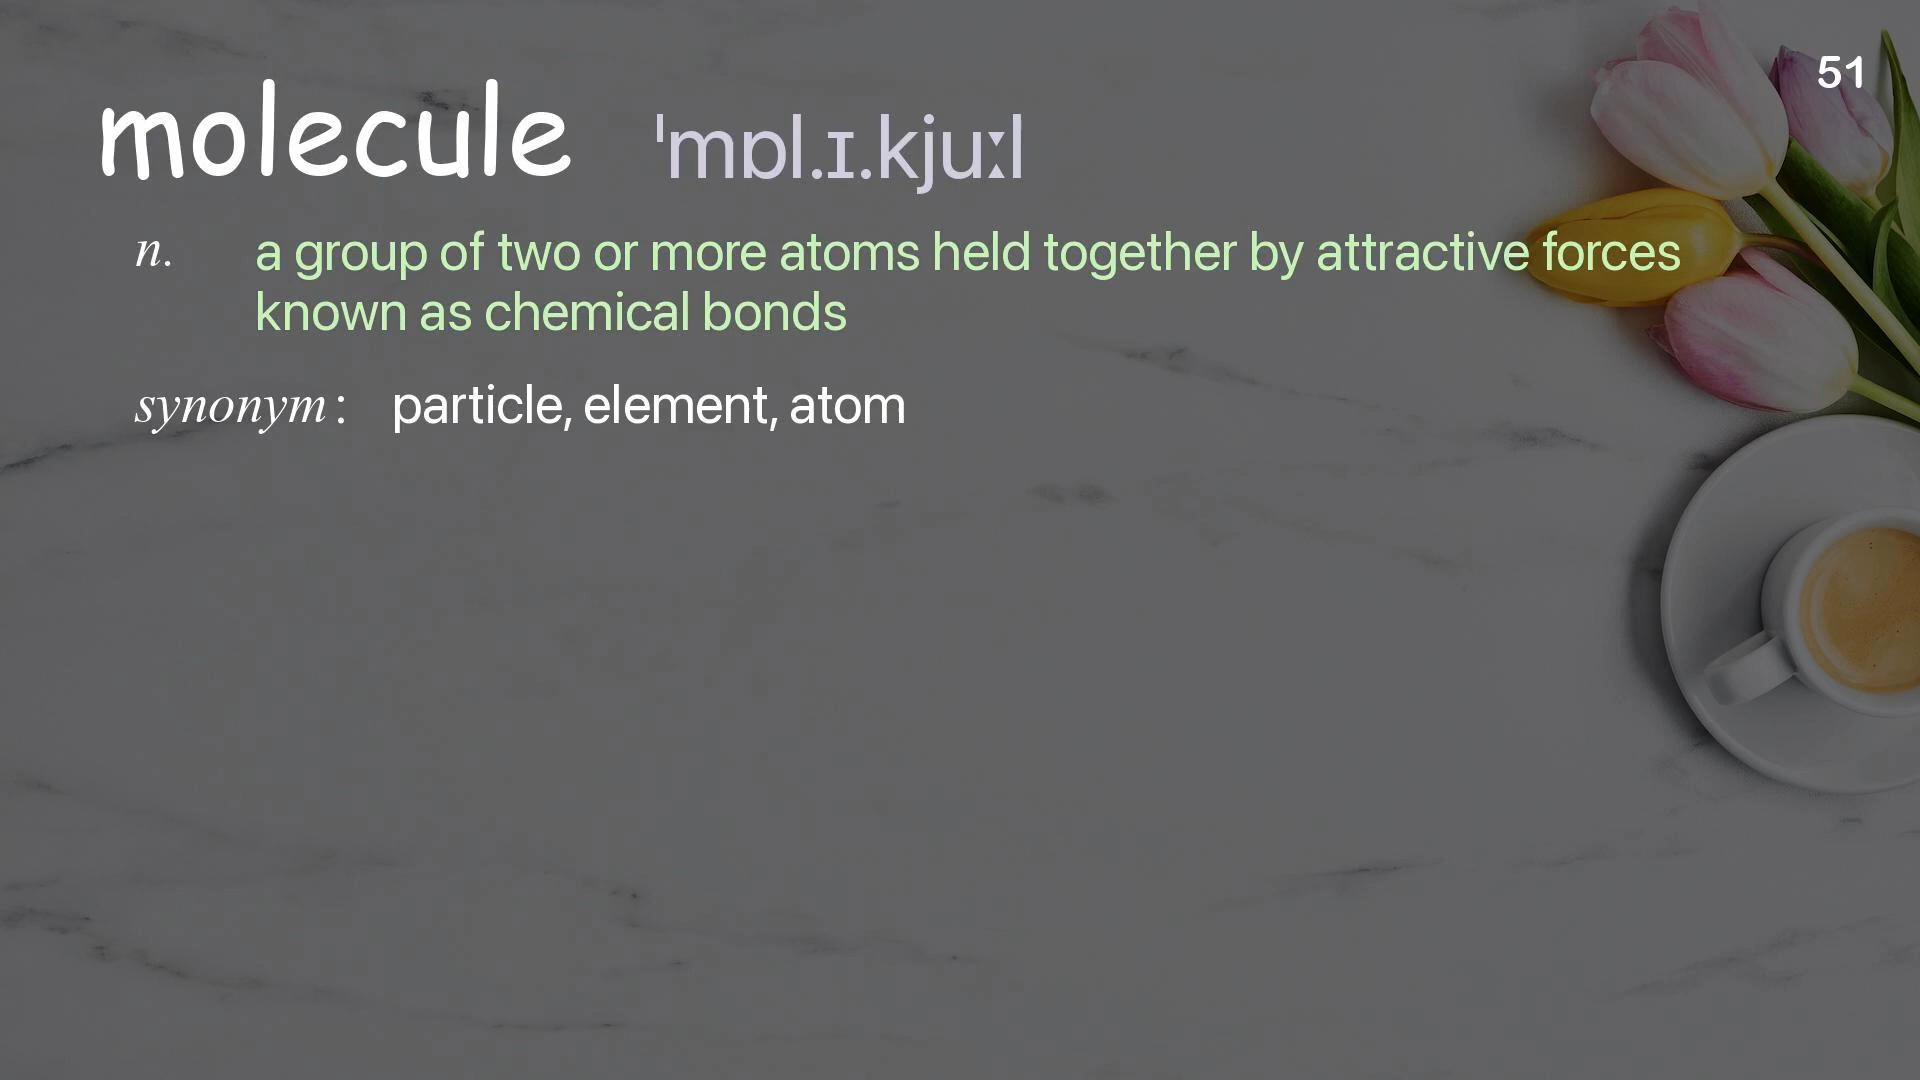 51
molecule ˈmɒl.ɪ.kjuːl
n. a group of two or more atoms held together by attractive forces
known as chemical bonds
synonym: particle, element, atom